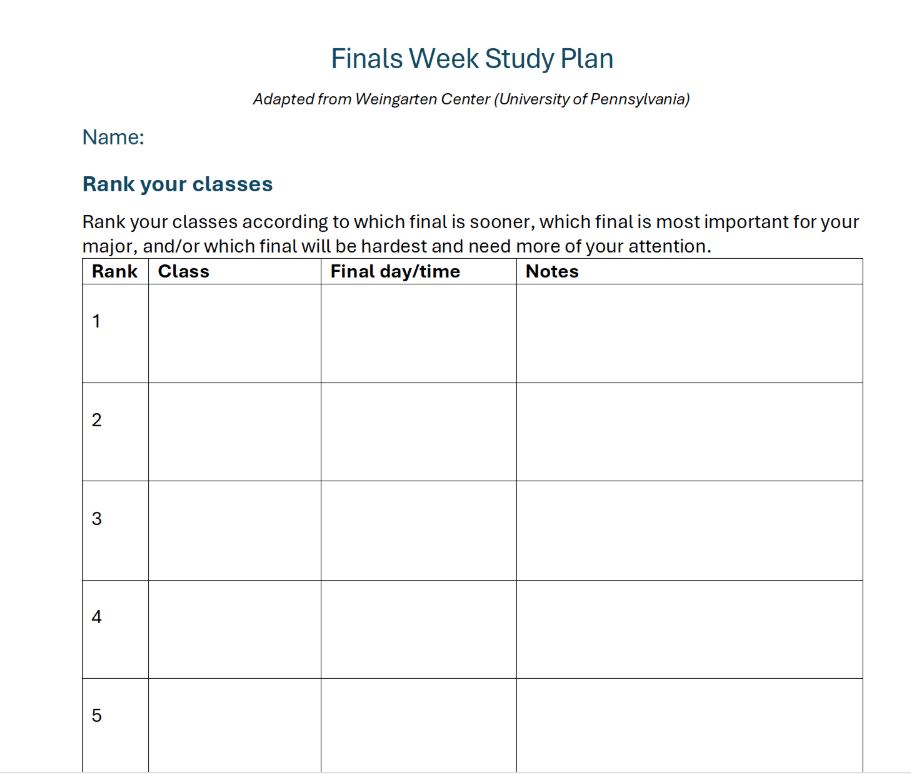 Finals Week Study Plan
Adapted from Weingarten Center (University of Pennsylvania)
Name:
Rank your classes
Rank your classes according to which final is sooner, which final is most important for your
major, and/or which final will be hardest and need more of your attention.
Rank Class Final day/time Notes
1
2
3
4
5